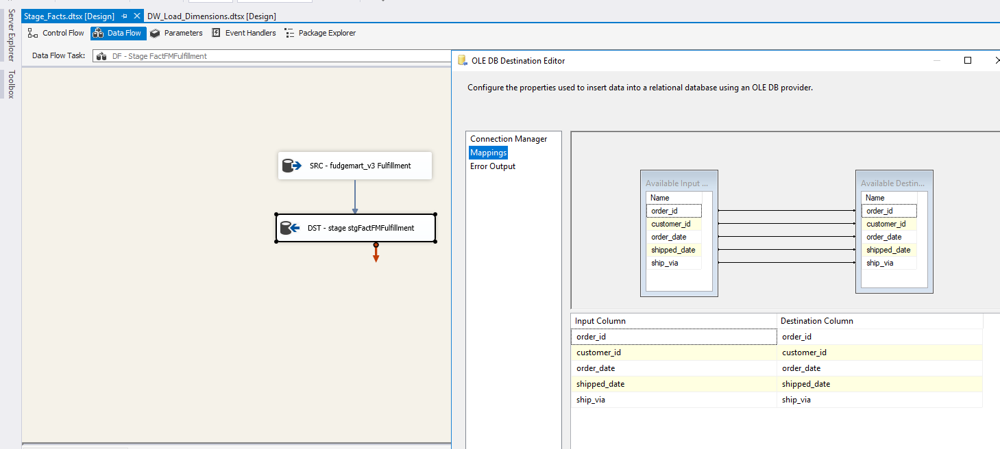 Server Explorer
Toolbox
Stage_Facts.dtsx [Design]
DW_Load_Dimensions.dtsx [Design]
Control Flow
Data Flow
Parameters
Event Handlers
Package Explorer
Data Flow Task:
DF - Stage FactFMFulfillment
SRC - fudgemart_v3 Fulfillment
DST - stage stgFactFMFulfillment
OLE DB Destination Editor
Configure the properties used to insert data into a relational database using an OLE DB provider.
Connection Manager
Mappings
Error Output
Available Input ...
Name
order_id
customer_id
order_date
shipped_date
ship_via
Available Destin...
Name
order_id
customer_id
order_date
shipped_date
ship_via
Input Column Destination Column
order_id order_id
customer_id customer_id
order_date order_date
shipped_date shipped_date
ship_via ship_via